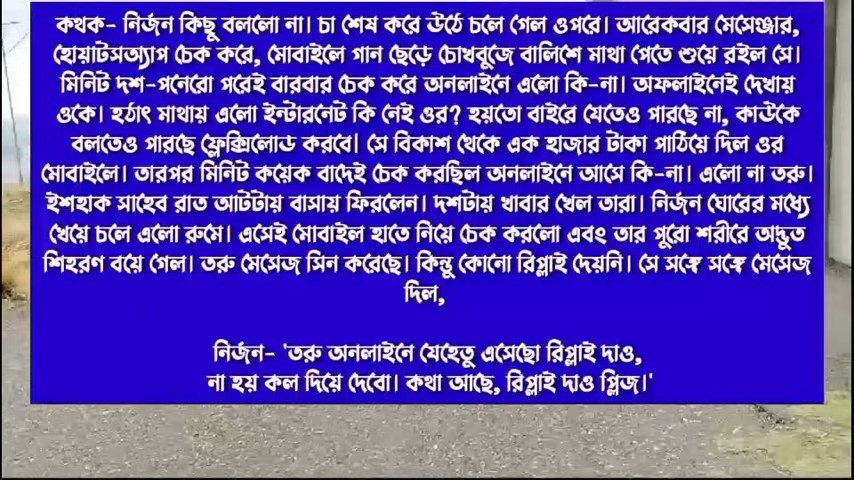 কথক- নির্জন কিছু বললো না। চা শেষ করে উঠে চলে গেল ওপরে। আরেকবার মেসেঞ্জার,
হোয়াটসঅ্যাপ চেক করে, মোবাইলে গান ছেড়ে চোখবুজে বালিশে মাথা পেতে শুয়ে রইল সে।
মিনিট দশ-পনেরো পরেই বারবার চেক করে অনলাইনে এলো কি-না। অফলাইনেই দেখায়
ওকে। হঠাৎ মাথায় এলো ইন্টারনেট কি নেই ওর? হয়তো বাইরে যেতেও পারছে না, কাউকে
বলতেও পারছে ফ্লেক্সিলোড করবে। সে বিকাশ থেকে এক হাজার টাকা পাঠিয়ে দিল ওর
মোবাইলে। তারপর মিনিট কয়েক বাদেই চেক করছিল অনলাইনে আসে কি-না। এলো না তরু।
ইশহাক সাহেব রাত আটটায় বাসায় ফিরলেন। দশটায় খাবার খেল তারা। নির্জন ঘোরের মধ্যে
খেয়ে চলে এলো রুমে। এসেই মোবাইল হাতে নিয়ে চেক করলো এবং তার পুরো শরীরে অদ্ভুত
শিহরণ বয়ে গেল। তরু মেসেজ সিন করেছে। কিন্তু কোনো রিপ্লাই দেয়নি। সে সঙ্গে সঙ্গে মেসেজ
দিল,
নির্জন- 'তরু অনলাইনে যেহেতু এসেছো রিপ্লাই দাও,
না হয় কল দিয়ে দেবো। কথা আছে, রিপ্লাই দাও প্লিজ।'